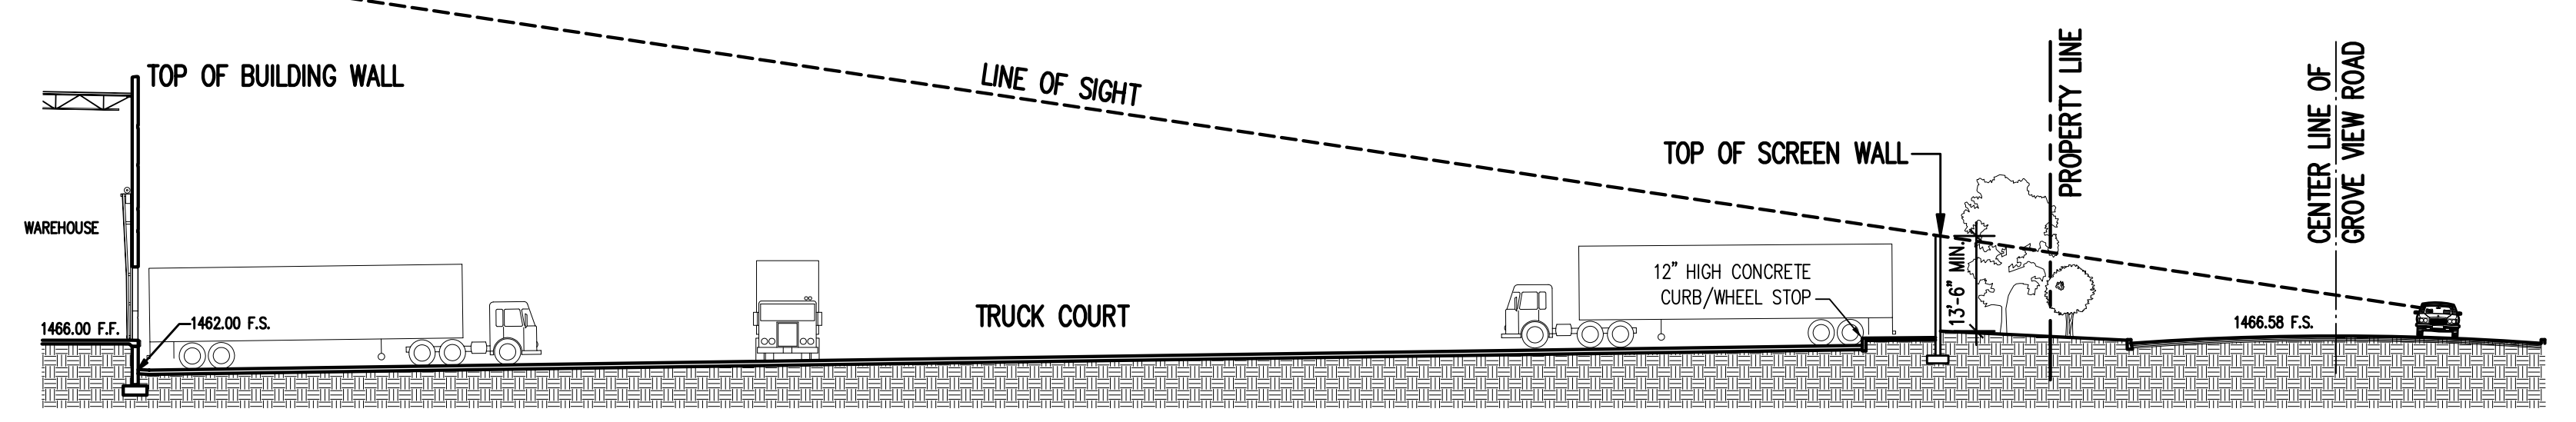 TOP OF BUILDING WALL
LINE OF SIGHT
TOP OF SCREEN WALL
PROPERTY LINE
CENTER LINE OF
GROVE VIEW ROAD
WAREHOUSE
1466.00 F.F.
1462.00 F.S.
TRUCK COURT
12" HIGH CONCRETE
CURB/WHEEL STOP
13'-6" MIN.
1466.58 F.S.